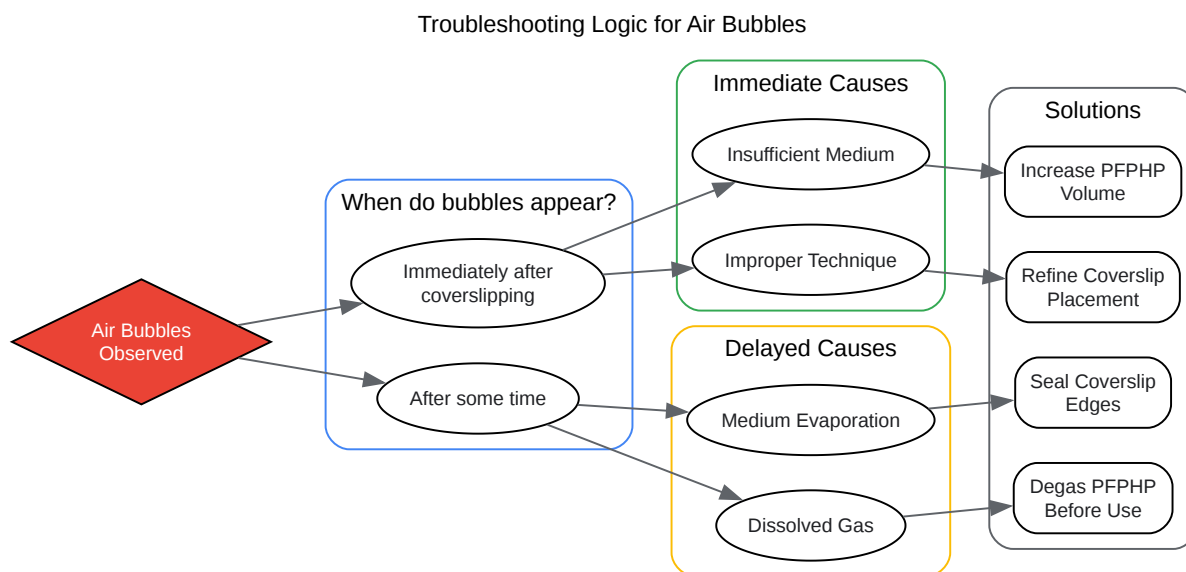 Troubleshooting Logic for Air Bubbles
Immediate Causes
Solutions
Insufficient Medium
Increase PFPHP
Volume
When do bubbles appear?
Immediately after
coverslipping
Improper Technique
Refine Coverslip
Placement
Air Bubbles
Observed
Delayed Causes
After some time
Medium Evaporation
Seal Coverslip
Edges
Dissolved Gas
Degas PFPHP
Before Use